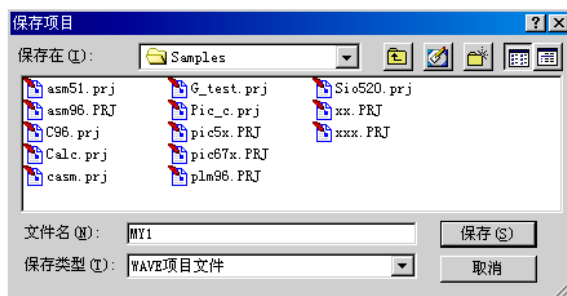 保存项目
保存在(I): Samples
asm51.prj G_test.prj Sio520.prj
asm96.PRJ Pic_c.prj xx.PRJ
C96.prj pic5x.PRJ xxx.PRJ
Calc.prj pic67x.PRJ
casm.prj plm96.PRJ
文件名(N): MY1 保存(S)
保存类型(T): WAVE项目文件 取消